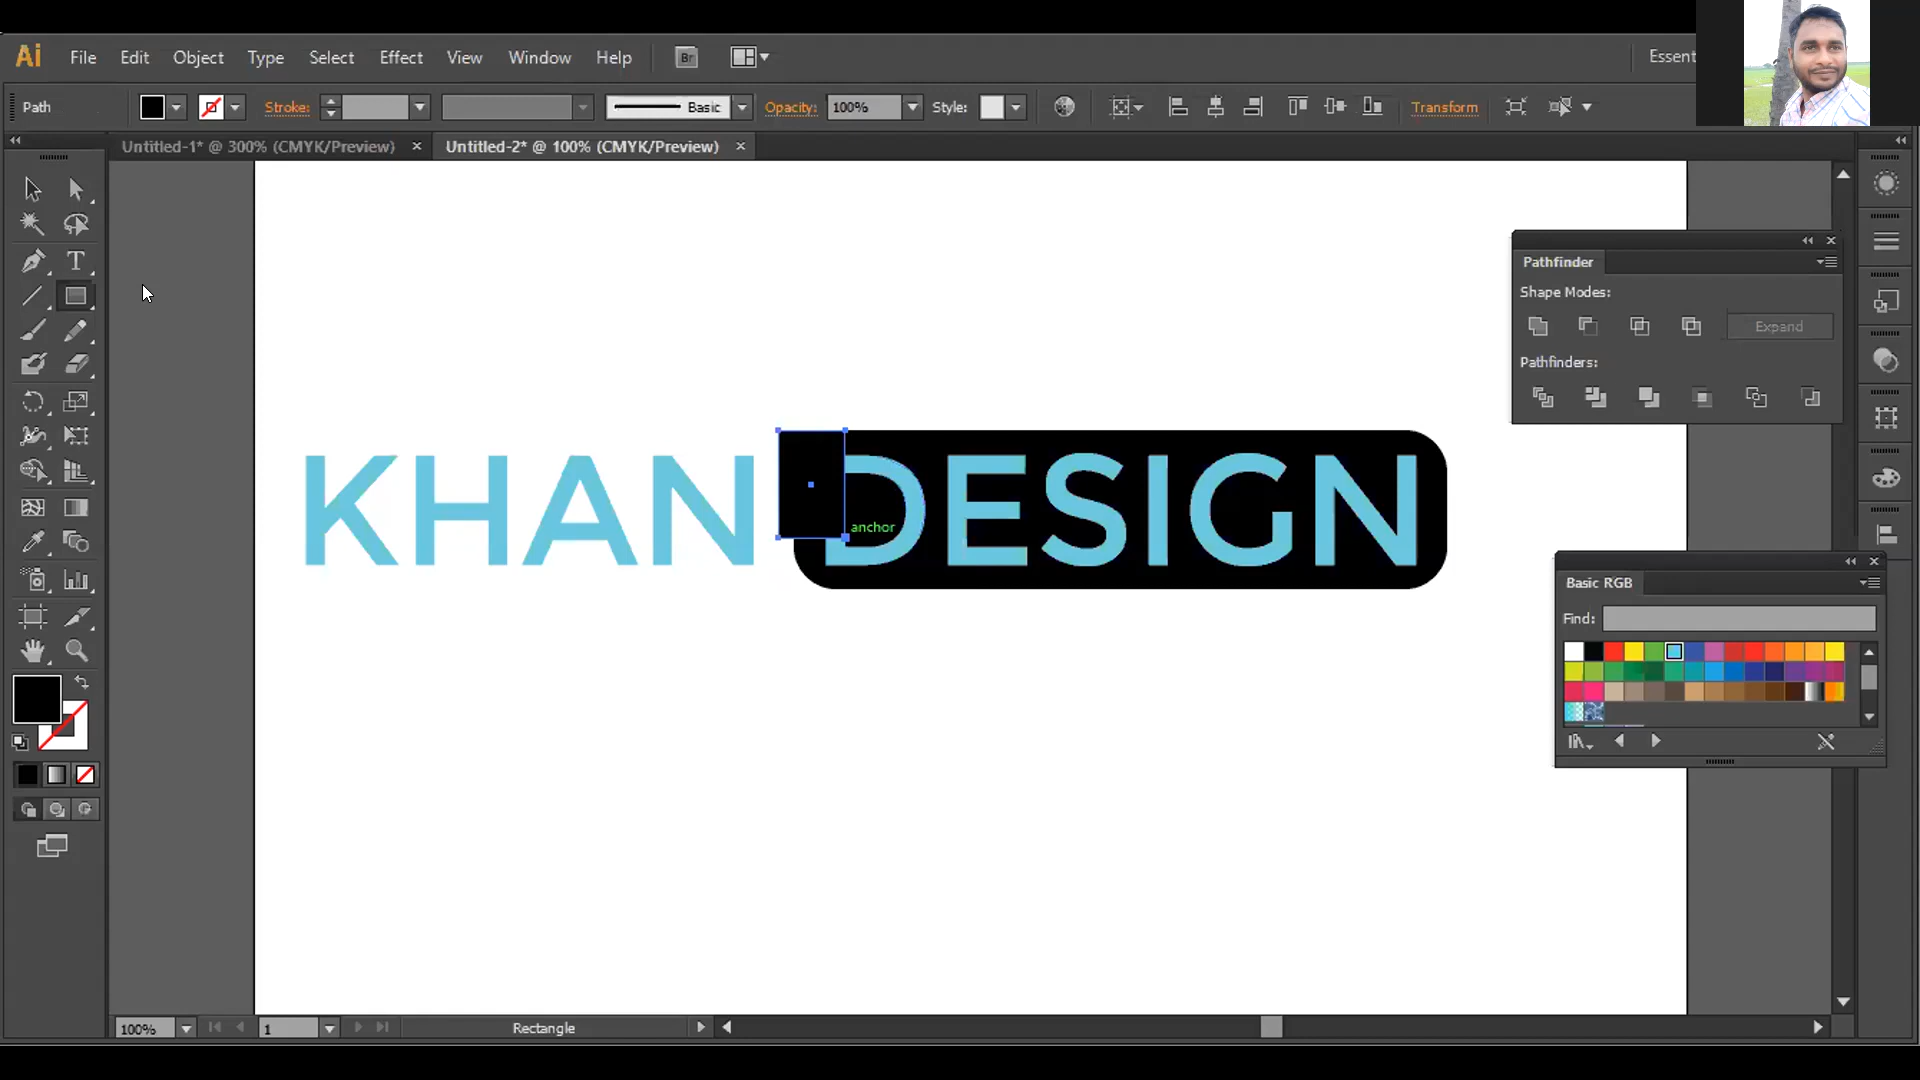 Ai File Edit Object Type Select Effect View Window Help Br Essent
Path Stroke: Basic Opacity: 100% Style: Transform
Untitled-1* @ 300% (CMYK/Preview) × Untitled-2* @ 100% (CMYK/Preview) ×
T
Pathfinder
Shape Modes:
Expand
Pathfinders:
KHAN DESIGN
anchor
Basic RGB
Find:
100% 1 Rectangle